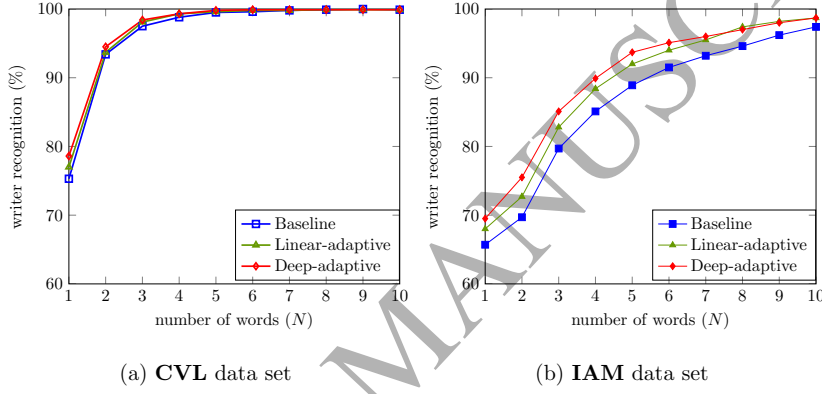 100
90
80
70
60
writer recognition (%)
Baseline
Linear-adaptive
Deep-adaptive
1 2 3 4 5 6 7 8 9 10
number of words (N)
(a) CVL data set
100
90
80
70
60
writer recognition (%)
Baseline
Linear-adaptive
Deep-adaptive
1 2 3 4 5 6 7 8 9 10
number of words (N)
(b) IAM data set
MANUSC